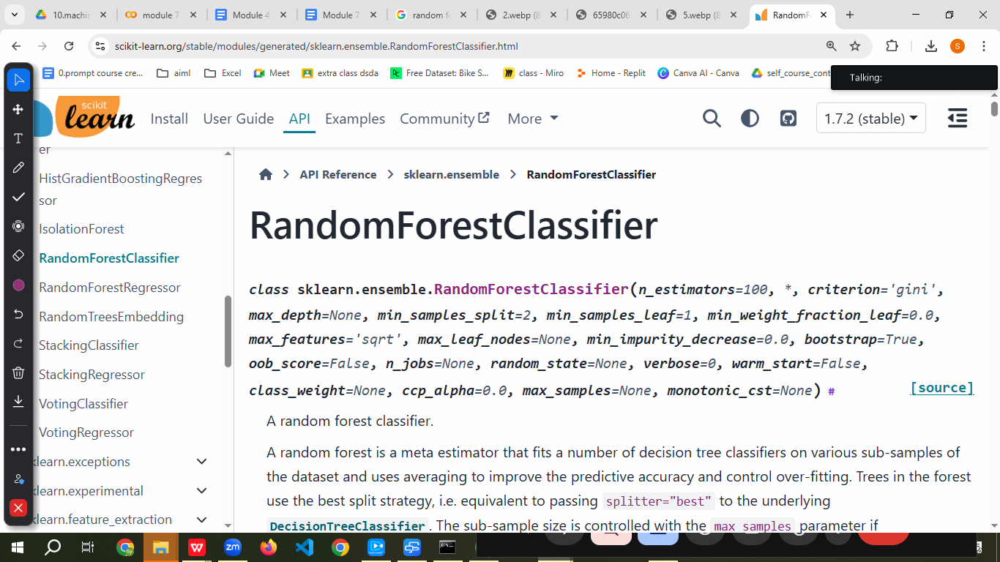 10.machin
module 7.
Module 4
Module 7
random fo
2.webp (8
65980c06
5.webp (8
RandomFo
scikit-learn.org/stable/modules/generated/sklearn.ensemble.RandomForestClassifier.html
S
0.prompt course cre...
aiml
Excel
Meet
extra class dsda
Free Dataset: Bike S...
class - Miro
Home - Replit
Canva AI - Canva
self_course_cont
Talking:
scikit
learn
Install
User Guide
API
Examples
Community
More
1.7.2 (stable)
er
HistGradientBoostingRegres
sor
IsolationForest
RandomForestClassifier
RandomForestRegressor
RandomTreesEmbedding
StackingClassifier
StackingRegressor
VotingClassifier
VotingRegressor
klearn.exceptions
klearn.experimental
klearn.feature_extraction
API Reference
sklearn.ensemble
RandomForestClassifier
RandomForestClassifier
class sklearn.ensemble.RandomForestClassifier(n_estimators=100, *, criterion='gini',
max_depth=None, min_samples_split=2, min_samples_leaf=1, min_weight_fraction_leaf=0.0,
max_features='sqrt', max_leaf_nodes=None, min_impurity_decrease=0.0, bootstrap=True,
oob_score=False, n_jobs=None, random_state=None, verbose=0, warm_start=False,
class_weight=None, ccp_alpha=0.0, max_samples=None, monotonic_cst=None) #
[source]
A random forest classifier.
A random forest is a meta estimator that fits a number of decision tree classifiers on various sub-samples of
the dataset and uses averaging to improve the predictive accuracy and control over-fitting. Trees in the forest
use the best split strategy, i.e. equivalent to passing splitter="best" to the underlying
DecisionTreeClassifier. The sub-sample size is controlled with the max_samples parameter if
zm